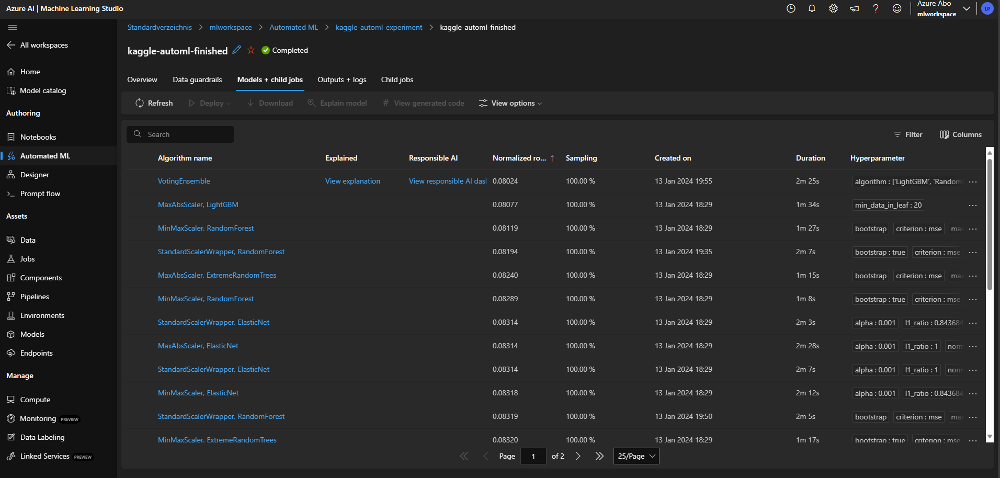 Azure AI | Machine Learning Studio
Azure Abo
mlworkspace
LP
All workspaces
Home
Model catalog
Authoring
Notebooks
Automated ML
Designer
Prompt flow
Assets
Data
Jobs
Components
Pipelines
Environments
Models
Endpoints
Manage
Compute
Monitoring PREVIEW
Data Labeling
Linked Services PREVIEW
Standardverzeichnis > mlworkspace > Automated ML > kaggle-automl-experiment > kaggle-automl-finished
kaggle-automl-finished Completed
Overview Data guardrails Models + child jobs Outputs + logs Child jobs
Refresh Deploy Download Explain model # View generated code View options
Search Filter Columns
Algorithm name Explained Responsible AI Normalized ro... ↑ Sampling Created on Duration Hyperparameter
VotingEnsemble View explanation View responsible AI dasl 0.08024 100.00 % 13 Jan 2024 19:55 2m 25s algorithm : ['LightGBM', 'RandomI ...
MaxAbsScaler, LightGBM 0.08077 100.00 % 13 Jan 2024 18:29 1m 34s min_data_in_leaf : 20 ...
MinMaxScaler, RandomForest 0.08119 100.00 % 13 Jan 2024 18:29 1m 27s bootstrap criterion : mse max ...
StandardScalerWrapper, RandomForest 0.08194 100.00 % 13 Jan 2024 19:35 2m 7s bootstrap : true criterion : mse ...
MaxAbsScaler, ExtremeRandomTrees 0.08240 100.00 % 13 Jan 2024 18:29 1m 15s bootstrap criterion : mse max ...
MinMaxScaler, RandomForest 0.08289 100.00 % 13 Jan 2024 18:29 1m 8s bootstrap : true criterion : mse ...
StandardScalerWrapper, ElasticNet 0.08314 100.00 % 13 Jan 2024 18:29 2m 3s alpha : 0.001 l1_ratio : 0.843684 ...
MaxAbsScaler, ElasticNet 0.08314 100.00 % 13 Jan 2024 18:29 2m 28s alpha : 0.001 l1_ratio : 1 norm ...
StandardScalerWrapper, ElasticNet 0.08314 100.00 % 13 Jan 2024 18:29 2m 7s alpha : 0.001 l1_ratio : 1 norm ...
MinMaxScaler, ElasticNet 0.08318 100.00 % 13 Jan 2024 18:29 2m 12s alpha : 0.001 l1_ratio : 0.843684 ...
StandardScalerWrapper, RandomForest 0.08319 100.00 % 13 Jan 2024 19:50 2m 5s bootstrap criterion : mse max ...
MinMaxScaler, ExtremeRandomTrees 0.08320 100.00 % 13 Jan 2024 18:29 1m 17s bootstrap : true criterion : mse ...
Page 1 of 2 25/Page